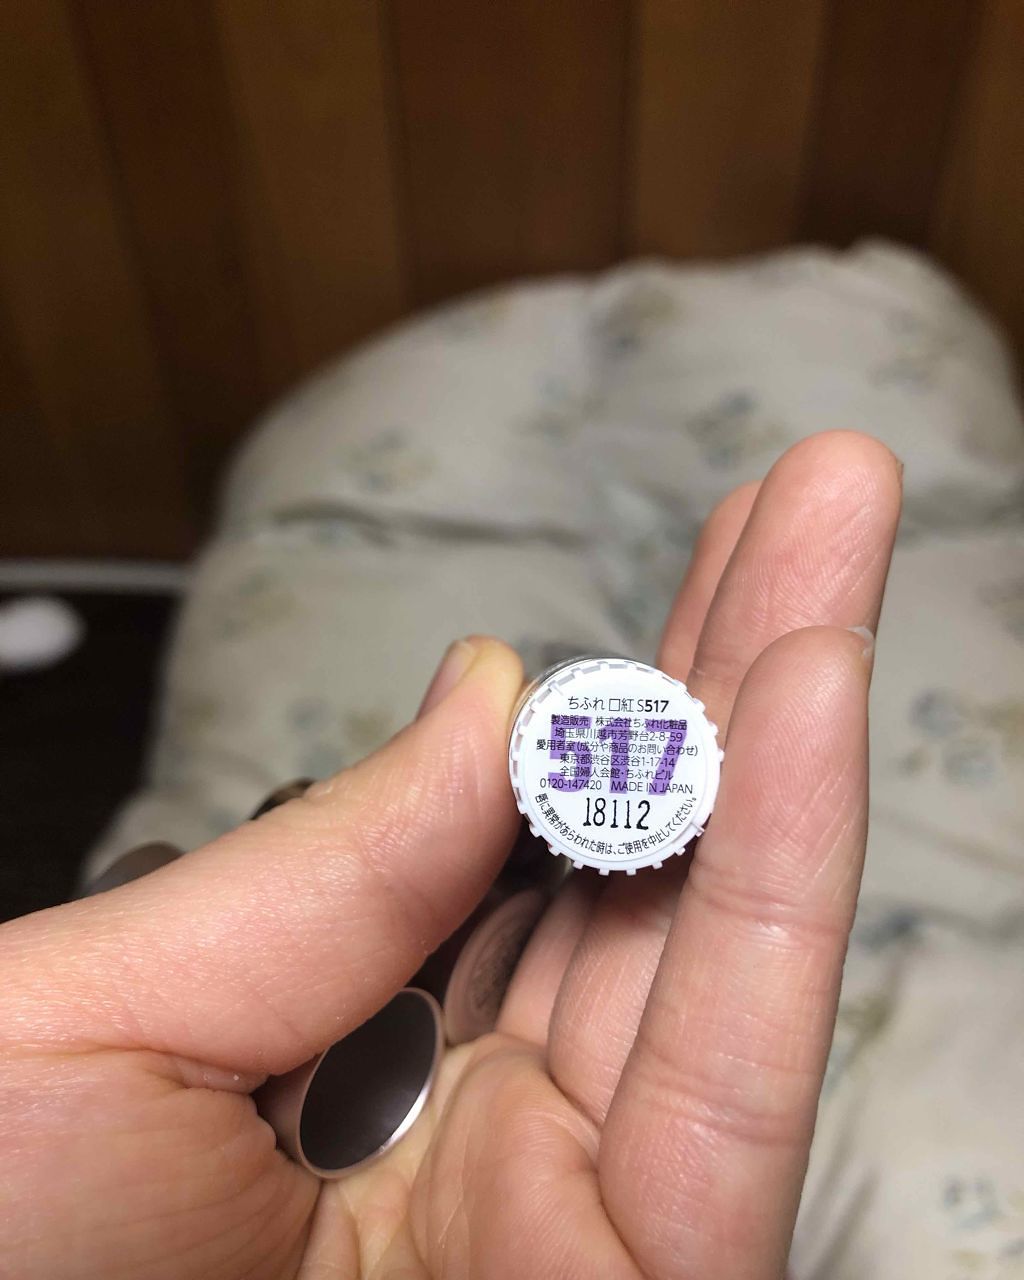 ちふれ 口紅 S517
製造販売 株式会社ちふれ化粧品
埼玉県川越市芳野台2-8-59
愛用者室(成分や商品のお問い合わせ)
東京都渋谷区渋谷1-17-14
全国婦人会館・ちふれビル
0120-147420 MADE IN JAPAN
517
18112
唇に異常があらわれた時は、ご使用を中止してください。